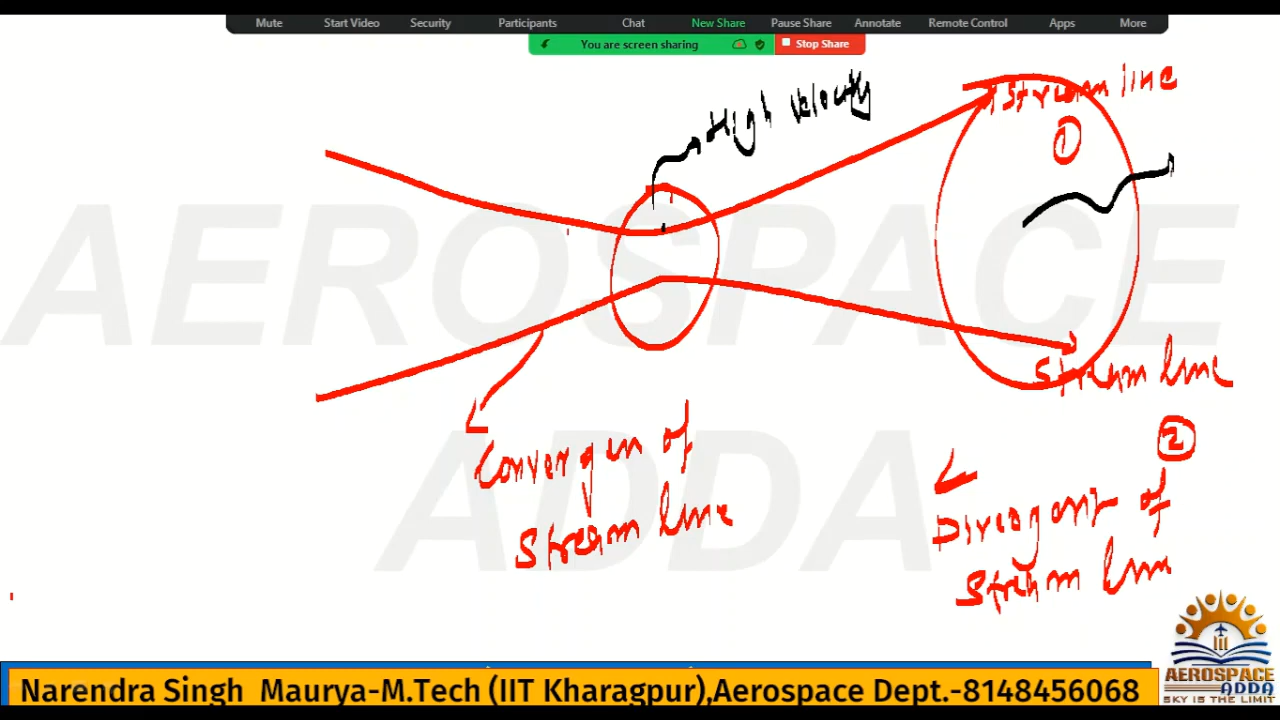 Mute Start Video Security Participants Chat New Share Pause Share Annotate Remote Control Apps More
You are screen sharing Stop Share
High velocity
Stream line
1
AEROSPACE
ADDA
Stream line
2
Convergen of
Stream line
Divergent of
Stream line
Narendra Singh Maurya-M.Tech (IIT Kharagpur),Aerospace Dept.-8148456068
AEROSPACE
ADDA
SKY IS THE LIMIT